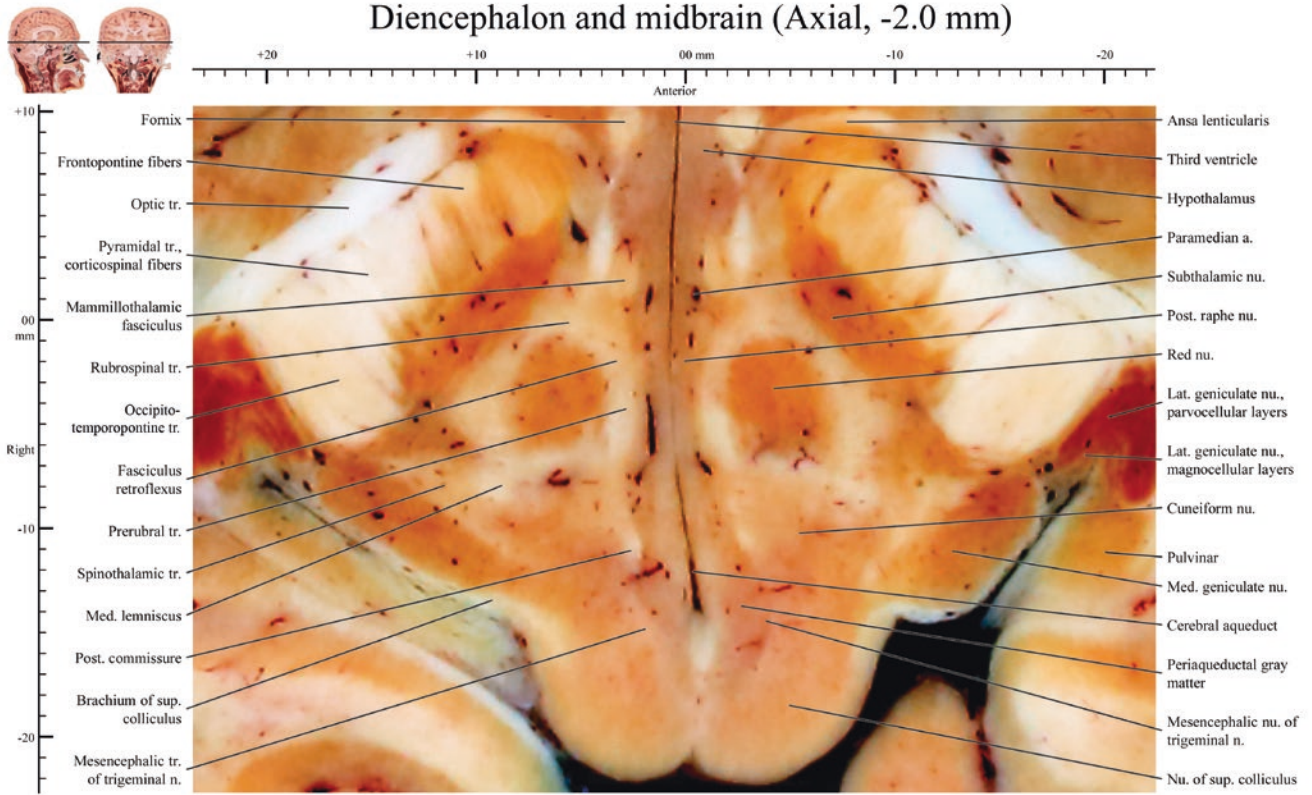 Diencephalon and midbrain (Axial, -2.0 mm)
+20
+10
00 mm
-10
-20
Anterior
+10
00
mm
Right
-10
-20
Fornix
Frontopontine fibers
Optic tr.
Pyramidal tr.,
corticospinal fibers
Mammillothalamic
fasciculus
Rubrospinal tr.
Occipito-
temporopontine tr.
Fasciculus
retroflexus
Prerubral tr.
Spinothalamic tr.
Med. lemniscus
Post. commissure
Brachium of sup.
colliculus
Mesencephalic tr.
of trigeminal n.
Ansa lenticularis
Third ventricle
Hypothalamus
Paramedian a.
Subthalamic nu.
Post. raphe nu.
Red nu.
Lat. geniculate nu.,
parvocellular layers
Lat. geniculate nu.,
magnocellular layers
Cuneiform nu.
Pulvinar
Med. geniculate nu.
Cerebral aqueduct
Periaqueductal gray
matter
Mesencephalic nu. of
trigeminal n.
Nu. of sup. colliculus